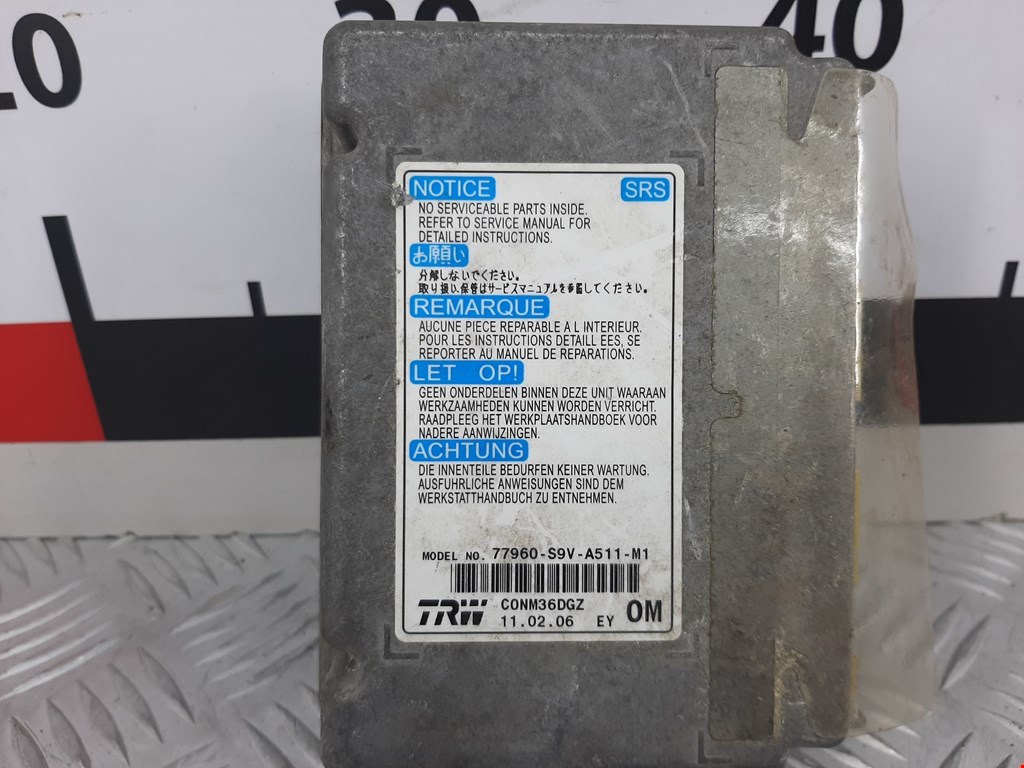 20
30
40
NOTICE SRS
NO SERVICEABLE PARTS INSIDE.
REFER TO SERVICE MANUAL FOR
DETAILED INSTRUCTIONS.
お願い
分解しないでください。
取り扱い、保管はサービスマニュアルを参照してください。
REMARQUE
AUCUNE PIECE REPARABLE A L INTERIEUR.
POUR LES INSTRUCTIONS DETAILL EES, SE
REPORTER AU MANUEL DE REPARATIONS.
LET OP!
GEEN ONDERDELEN BINNEN DEZE UNIT WAARAAN
WERKZAAMHEDEN KUNNEN WORDEN VERRICHT.
RAADPLEEG HET WERKPLAATSHANDBOEK VOOR
NADERE AANWIJZINGEN.
ACHTUNG
DIE INNENTEILE BEDURFEN KEINER WARTUNG.
AUSFUHRLICHE ANWEISUNGEN SIND DEM
WERKSTATTHANDBUCH ZU ENTNEHMEN.
MODEL NO. 77960-S9V-A511-M1
TRW CONM36DGZ
11.02.06 EY OM